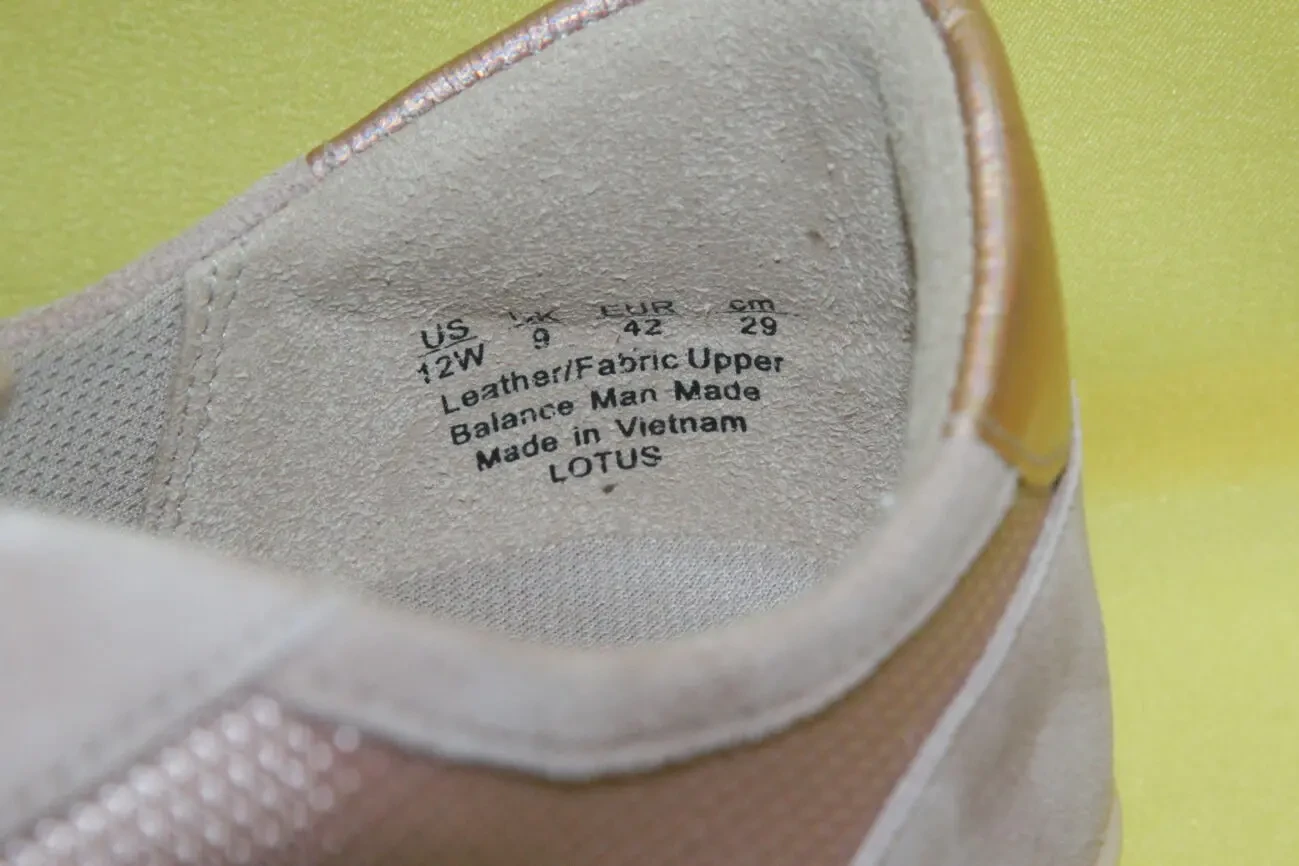 US UK EUR cm
12W 9 42 29
Leather/Fabric Upper
Balance Man Made
Made in Vietnam
LOTUS